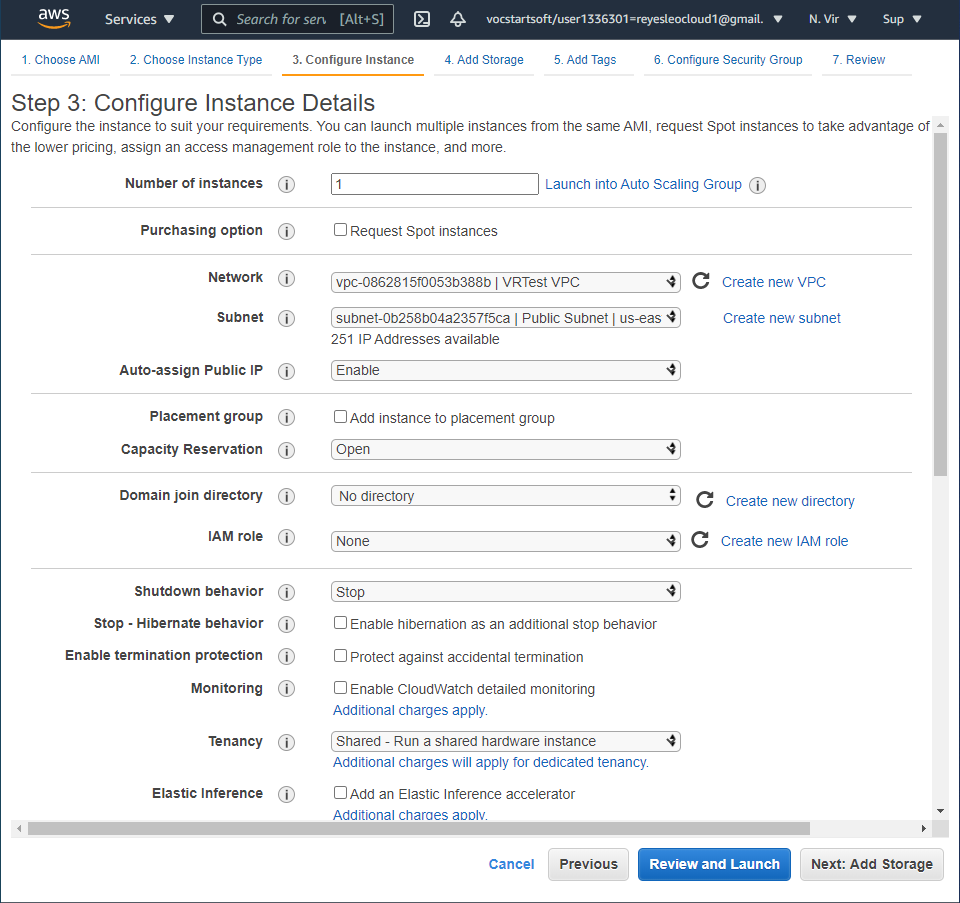 aws
Services
Search for serv [Alt+S]
vocstartsoft/user1336301=reyesleocloud1@gmail.
N. Vir
Sup
1. Choose AMI
2. Choose Instance Type
3. Configure Instance
4. Add Storage
5. Add Tags
6. Configure Security Group
7. Review
Step 3: Configure Instance Details
Configure the instance to suit your requirements. You can launch multiple instances from the same AMI, request Spot instances to take advantage of
the lower pricing, assign an access management role to the instance, and more.
Number of instances i 1 Launch into Auto Scaling Group i
Purchasing option i Request Spot instances
Network i vpc-0862815f0053b388b | VRTest VPC Create new VPC
Subnet i subnet-0b258b04a2357f5ca | Public Subnet | us-eas Create new subnet
251 IP Addresses available
Auto-assign Public IP i Enable
Placement group i Add instance to placement group
Capacity Reservation i Open
Domain join directory i No directory Create new directory
IAM role i None Create new IAM role
Shutdown behavior i Stop
Stop - Hibernate behavior i Enable hibernation as an additional stop behavior
Enable termination protection i Protect against accidental termination
Monitoring i Enable CloudWatch detailed monitoring
Additional charges apply.
Tenancy i Shared - Run a shared hardware instance
Additional charges will apply for dedicated tenancy.
Elastic Inference i Add an Elastic Inference accelerator
Additional charges apply.
Cancel
Previous
Review and Launch
Next: Add Storage